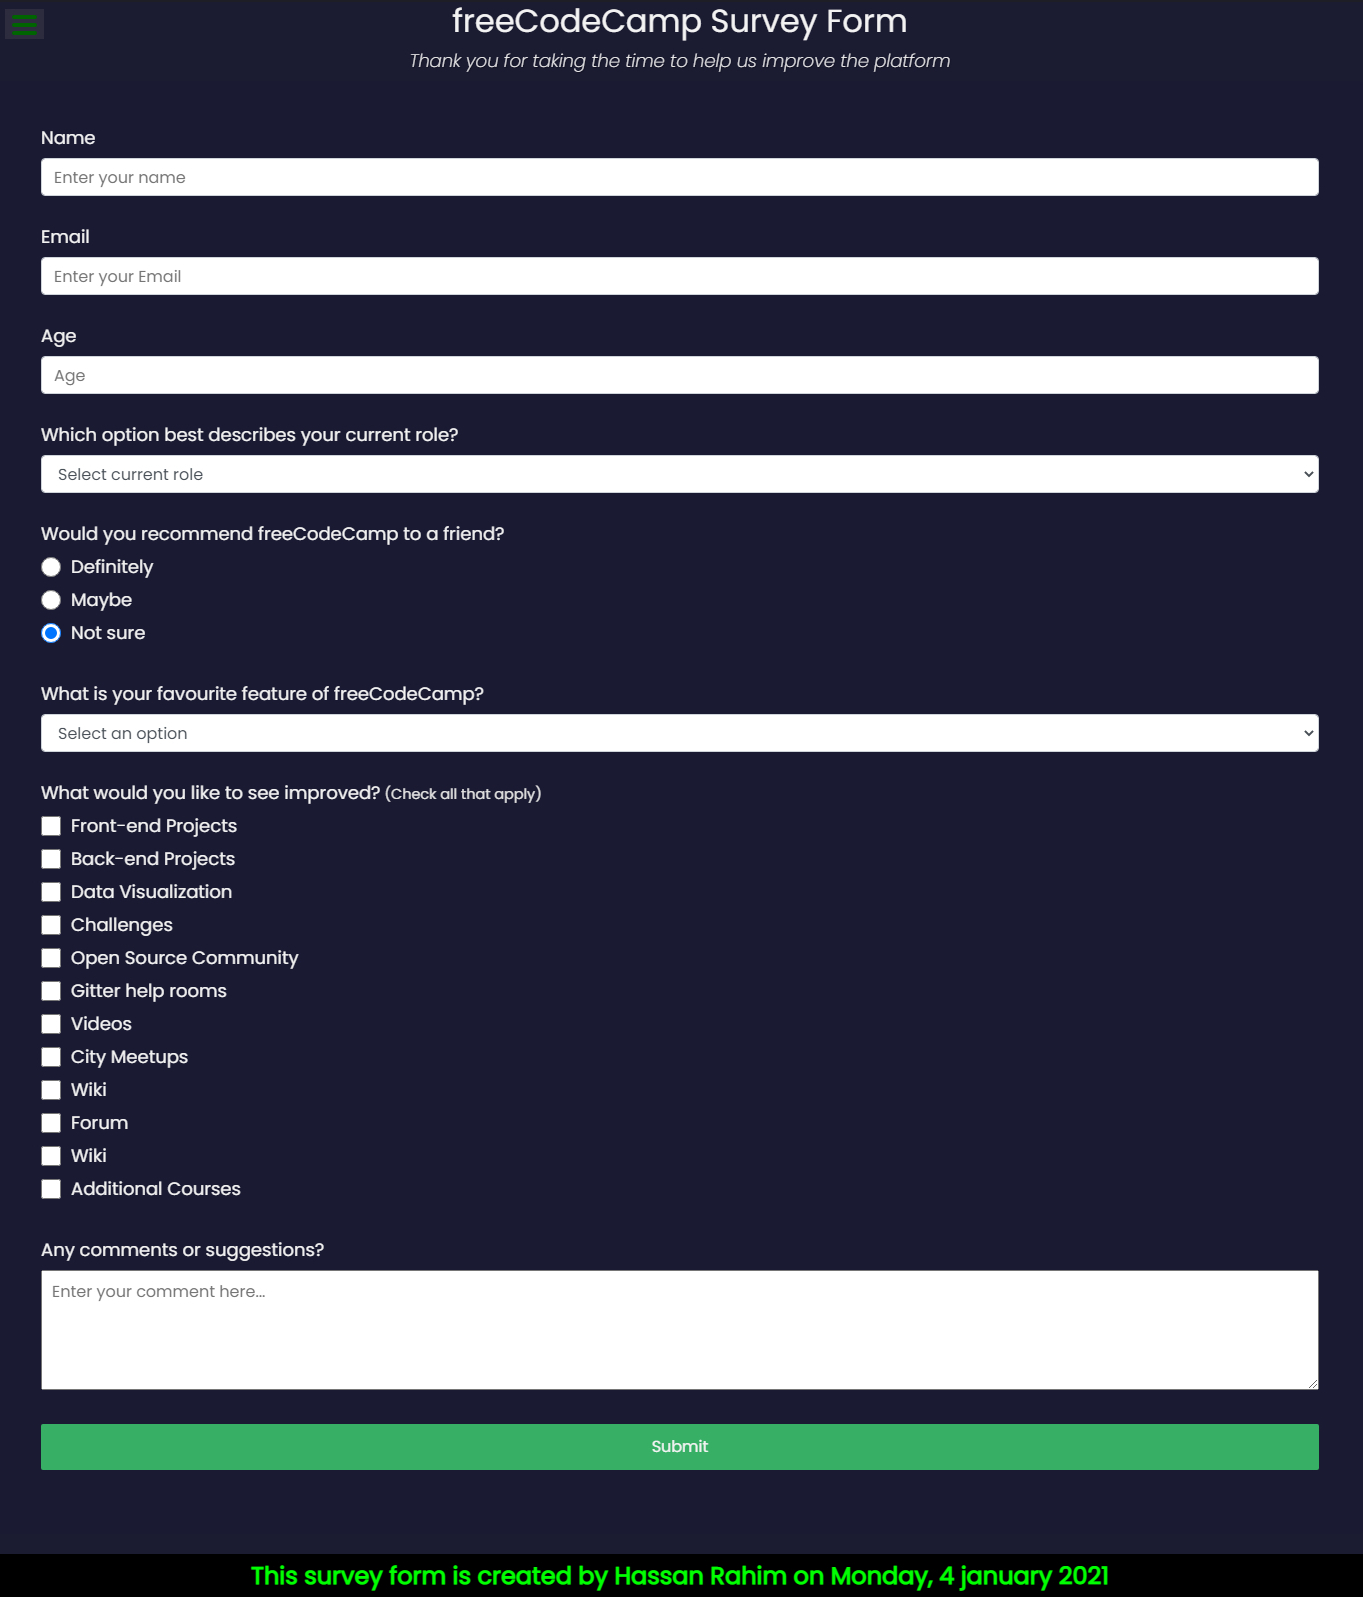 freeCodeCamp Survey Form
Thank you for taking the time to help us improve the platform
Name
Enter your name
Email
Enter your Email
Age
Age
Which option best describes your current role?
Select current role
Would you recommend freeCodeCamp to a friend?
Definitely
Maybe
Not sure
What is your favourite feature of freeCodeCamp?
Select an option
What would you like to see improved? (Check all that apply)
Front-end Projects
Back-end Projects
Data Visualization
Challenges
Open Source Community
Gitter help rooms
Videos
City Meetups
Wiki
Forum
Wiki
Additional Courses
Any comments or suggestions?
Enter your comment here...
Submit
This survey form is created by Hassan Rahim on Monday, 4 january 2021